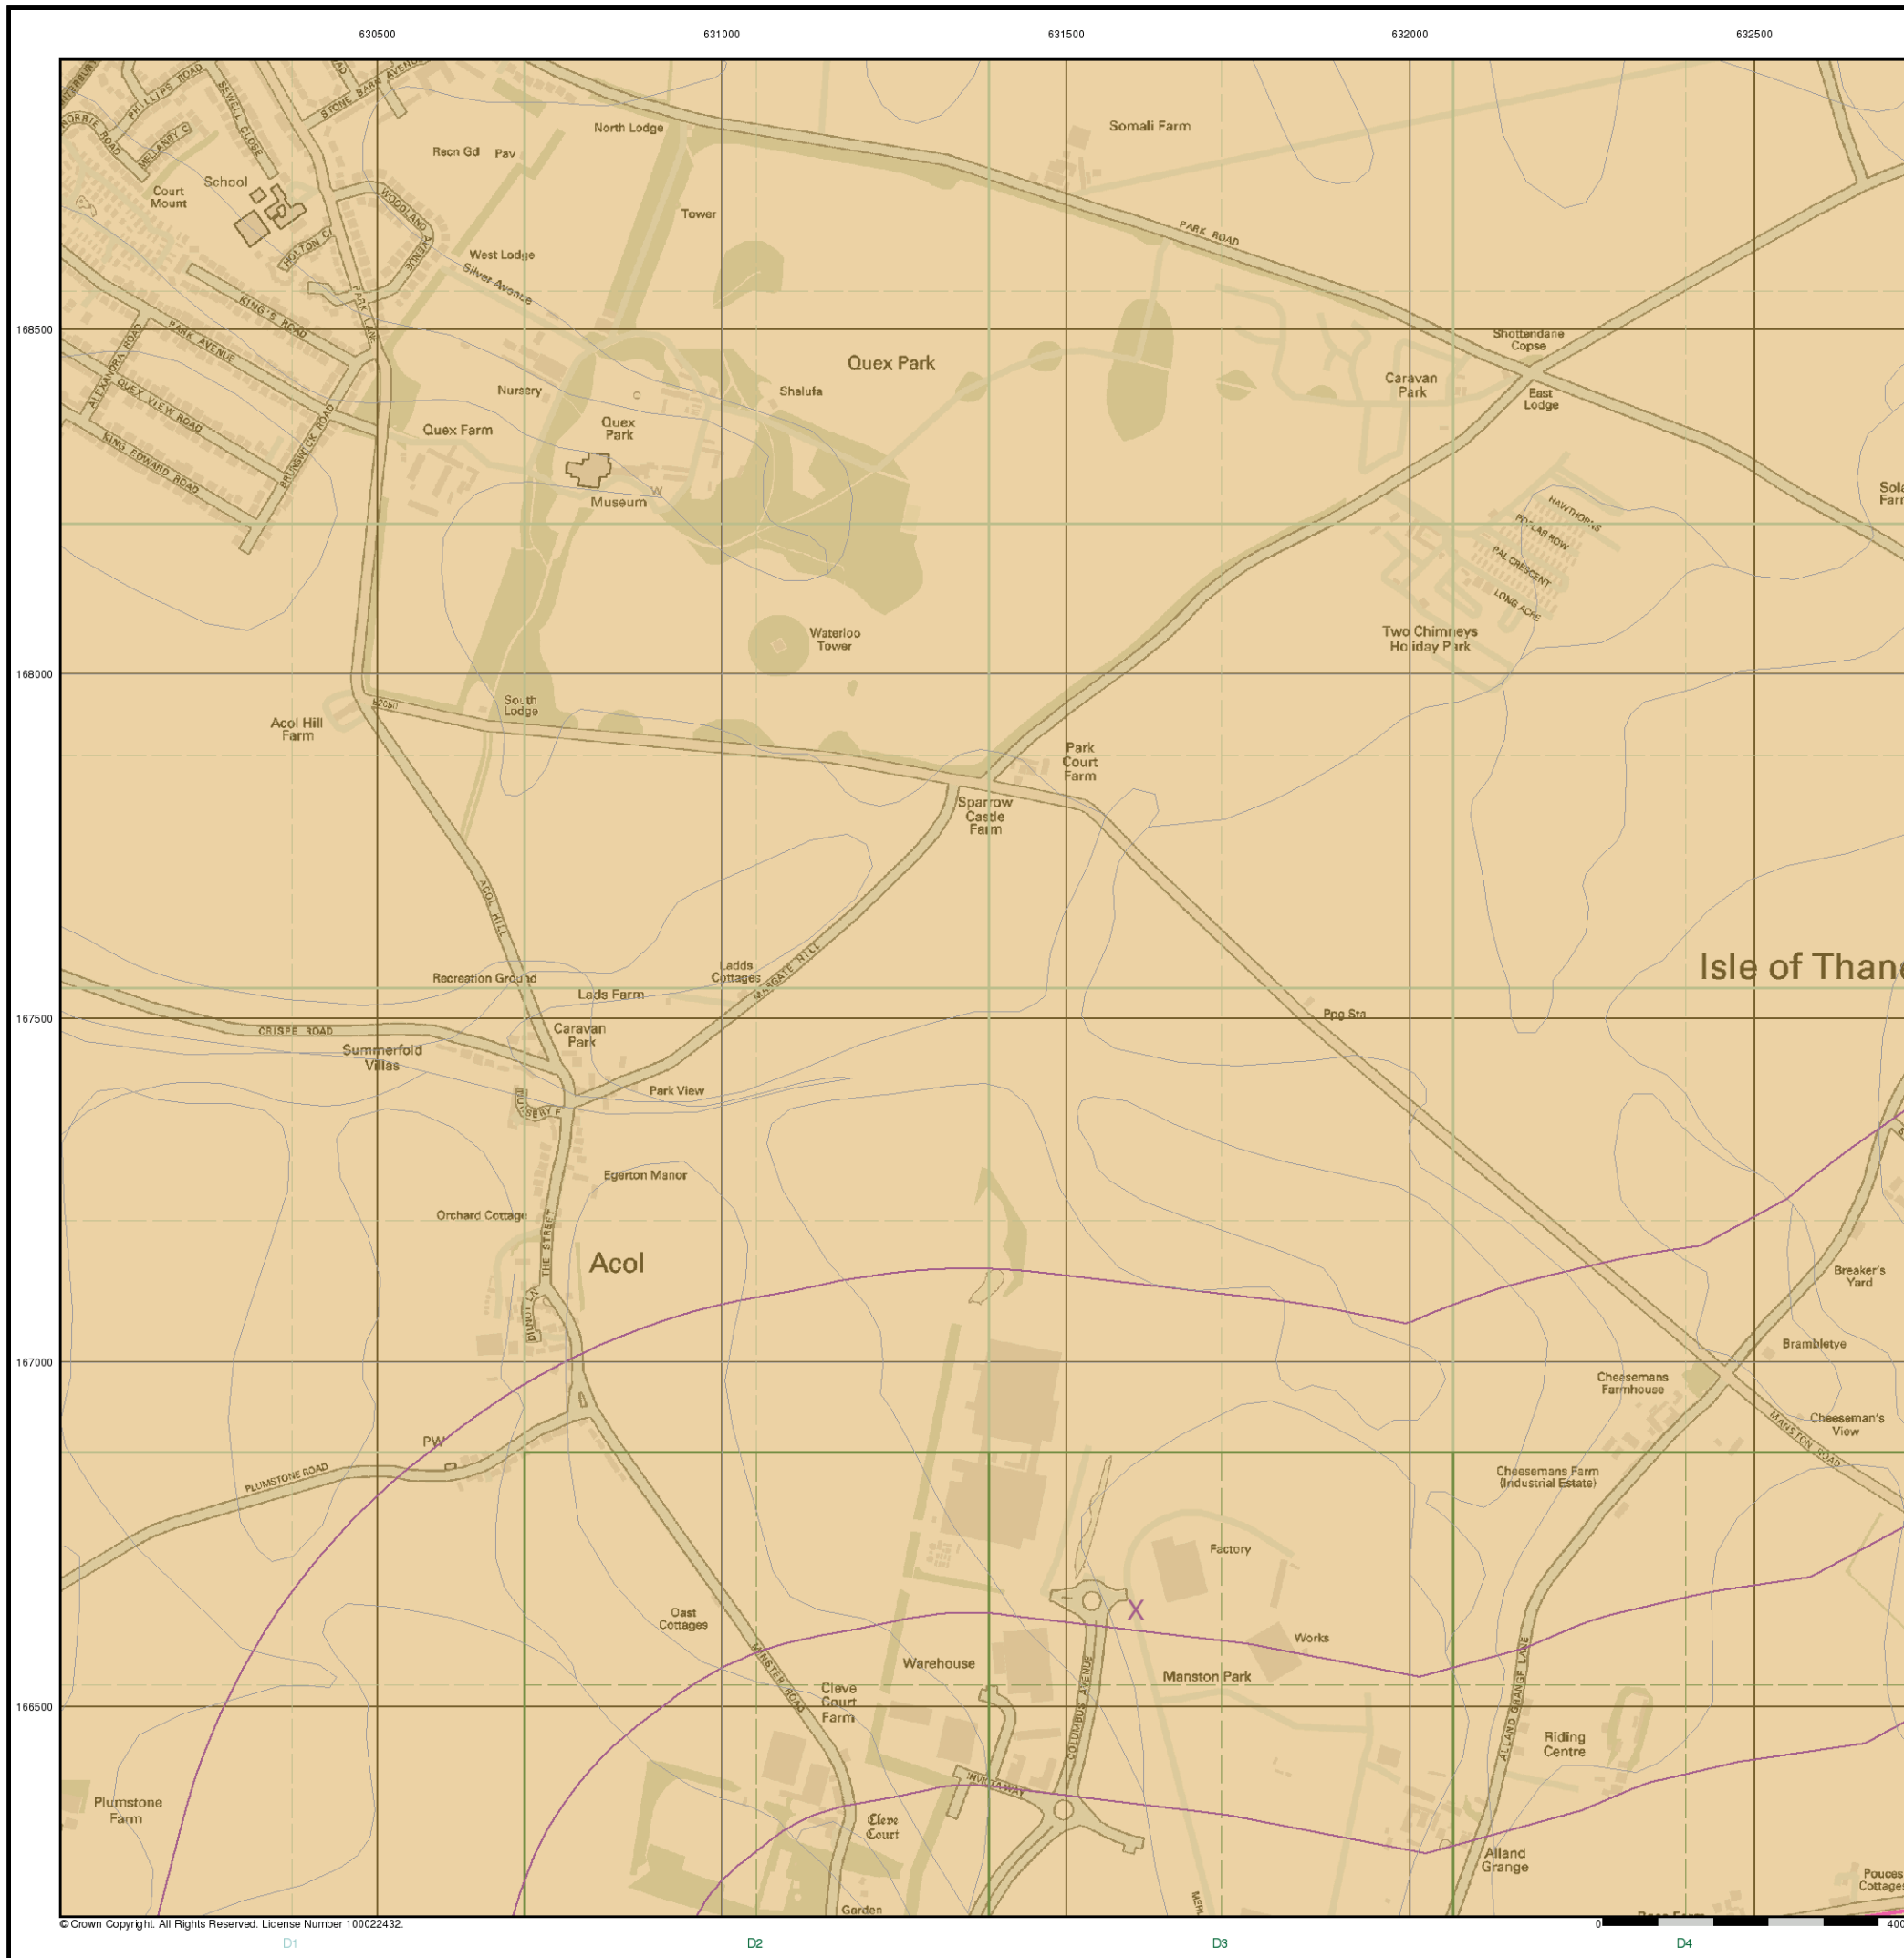 630500
631000
631500
632000
632500
168500
168000
167500
167000
166500
PHILLIPS ROAD
SEWELL CLOSE
STONE BARN AVENUE
MELLANBY C
School
Court
Mount
HOLTON CL
WOODLAND AVENUE
PARK LANE
KING'S ROAD
PARK AVENUE
ALEXANDRA ROAD
QUEX VIEW ROAD
KING EDWARD ROAD
BRUNSWICK ROAD
North Lodge
Recn Gd
Pav
Tower
West Lodge
Silver Avenue
Somali Farm
PARK ROAD
Nursery
Quex Farm
Quex
Park
Museum
W
Shalufa
Quex Park
Shottendane
Copse
Caravan
Park
East
Lodge
HAWTHORNS
POPLAR ROW
PAL CRESCENT
LONG ACRE
Two Chimneys
Holiday Park
Waterloo
Tower
South
Lodge
B2050
Acol Hill
Farm
Park
Court
Farm
Sparrow
Castle
Farm
ACOL HILL
Recreation Ground
Lads Farm
Ladds
Cottages
MARGATE HILL
Isle of Thane
Ppg Sta
CRISPE ROAD
Summerfold
Villas
Caravan
Park
Park View
Egerton Manor
Orchard Cottage
THE STREET
Acol
Breaker's
Yard
Brambletye
Cheesemans
Farmhouse
Cheeseman's
View
MANSTON ROAD
PW
PLUMSTONE ROAD
Cheesemans Farm
(Industrial Estate)
Factory
X
Works
Oast
Cottages
MINSTER ROAD
Warehouse
Manston Park
COLUMBUS AVENUE
ALLAND GRANGE LANE
Cleve
Court
Farm
Riding
Centre
INVICTA WAY
Plumstone
Farm
Cleve
Court
Alland
Grange
Pouces
Cottages
Garden
© Crown Copyright. All Rights Reserved. License Number 100022432.
0
400
D1
D2
D3
D4